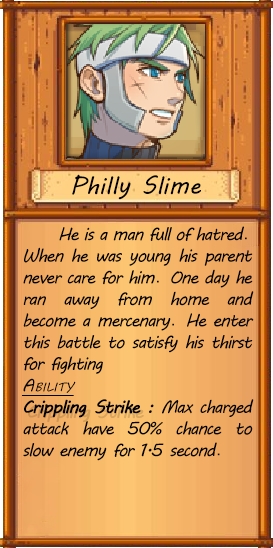 Philly Slime
He is a man full of hatred.
When he was young his parent
never care for him. One day he
ran away from home and
become a mercenary. He enter
this battle to satisfy his thirst
for fighting
Ability
Crippling Strike : Max charged
attack have 50% chance to
slow enemy for 1.5 second.